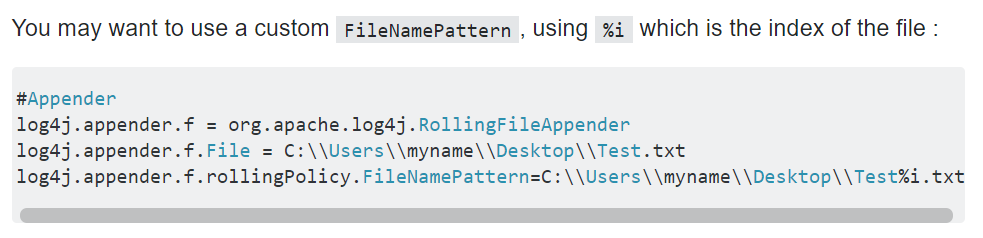 You may want to use a custom FileNamePattern , using %i which is the index of the file :
#Appender
log4j.appender.f = org.apache.log4j.RollingFileAppender
log4j.appender.f.File = C:\\Users\\myname\\Desktop\\Test.txt
log4j.appender.f.rollingPolicy.FileNamePattern=C:\\Users\\myname\\Desktop\\Test%i.txt